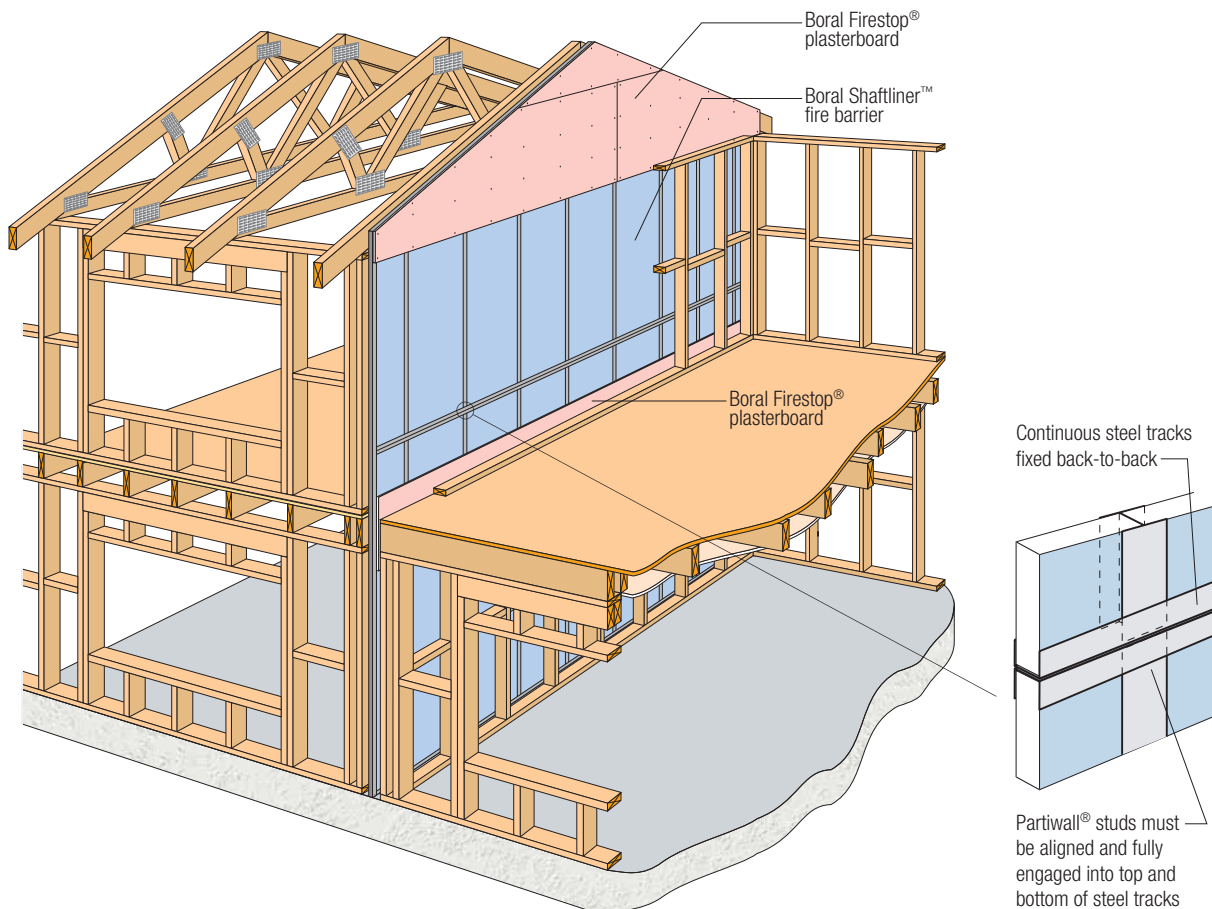 Boral Firestop®
plasterboard
Boral Shaftliner™
fire barrier
Boral Firestop®
plasterboard
Continuous steel tracks
fixed back-to-back
Partiwall® studs must
be aligned and fully
engaged into top and
bottom of steel tracks